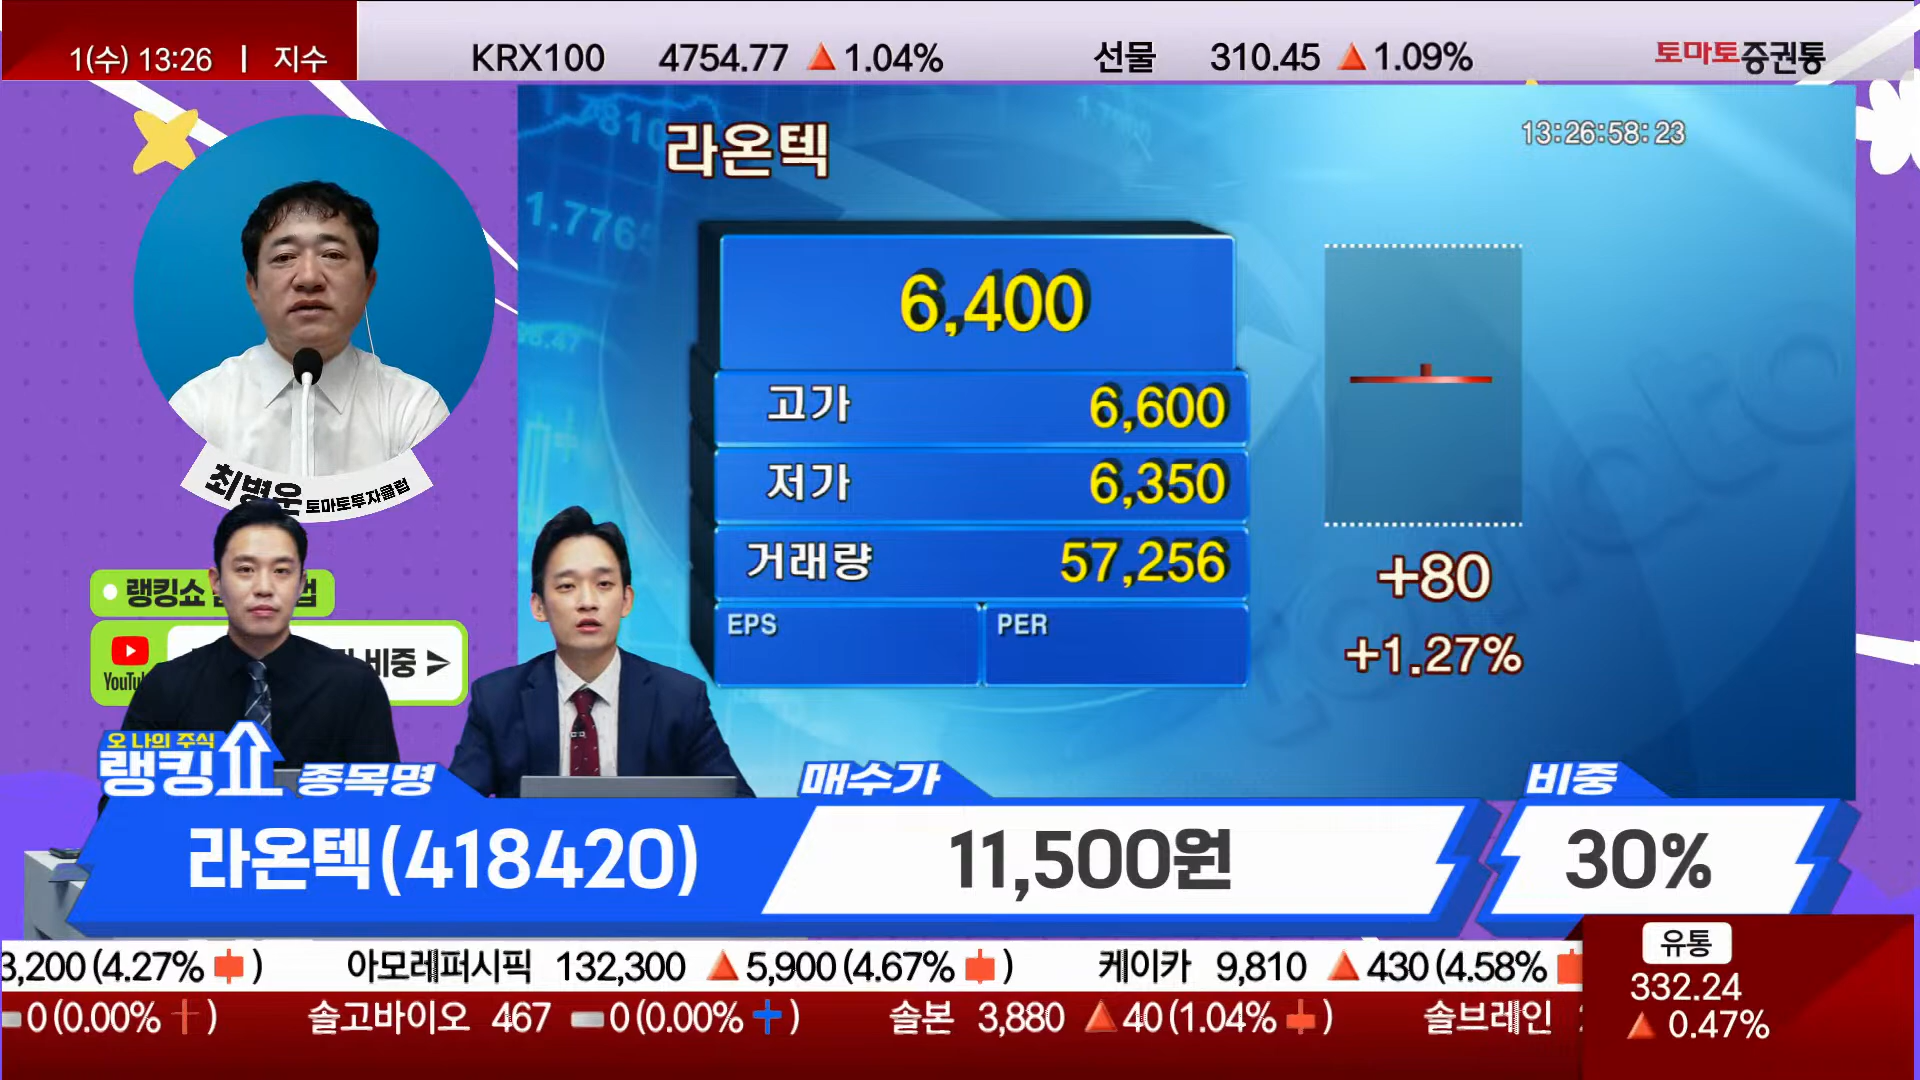 1(수) 13:26 | 지수
KRX100 4754.77 ▲1.04% 선물 310.45 ▲1.09%
토마토증권통
라온텍
13:26:58:23
6,400
고가 6,600
저가 6,350
거래량 57,256
EPS PER
+80
+1.27%
최병운 토마토투자클럽
랭킹쇼
YouTu
비중
오 나의 주식
랭킹쇼
종목명 매수가 비중
라온텍(418420) 11,500원 30%
3,200(4.27% ) 아모레퍼시픽 132,300 ▲5,900(4.67% ) 케이카 9,810 ▲430(4.58%
0(0.00% ) 솔고바이오 467 0(0.00% ) 솔본 3,880 ▲40(1.04% ) 솔브레인
유통
332.24
▲ 0.47%